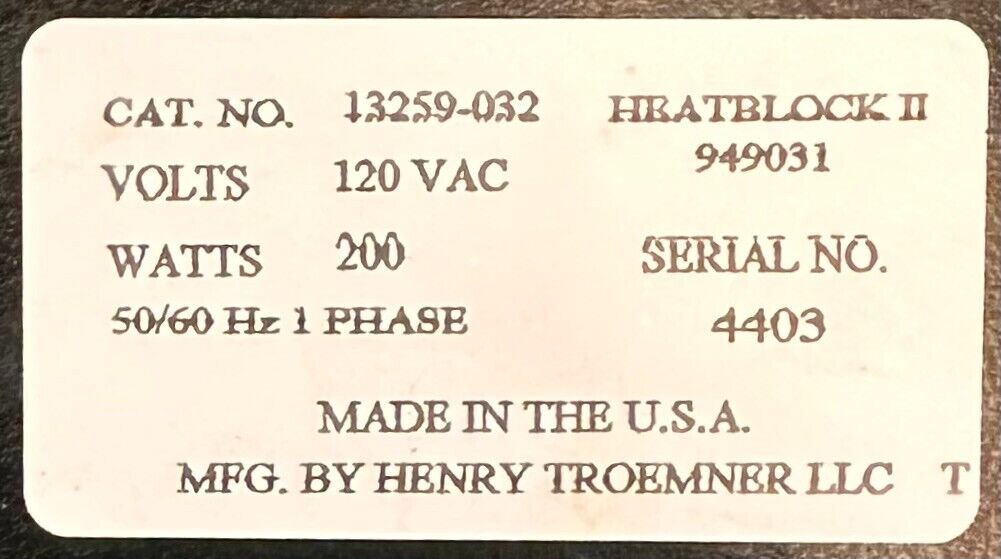 CAT. NO. 13259-032 HEATBLOCK II
949031
VOLTS 120 VAC
WATTS 200 SERIAL NO.
50/60 Hz 1 PHASE 4403
MADE IN THE U.S.A.
MFG. BY HENRY TROEMNER LLC T